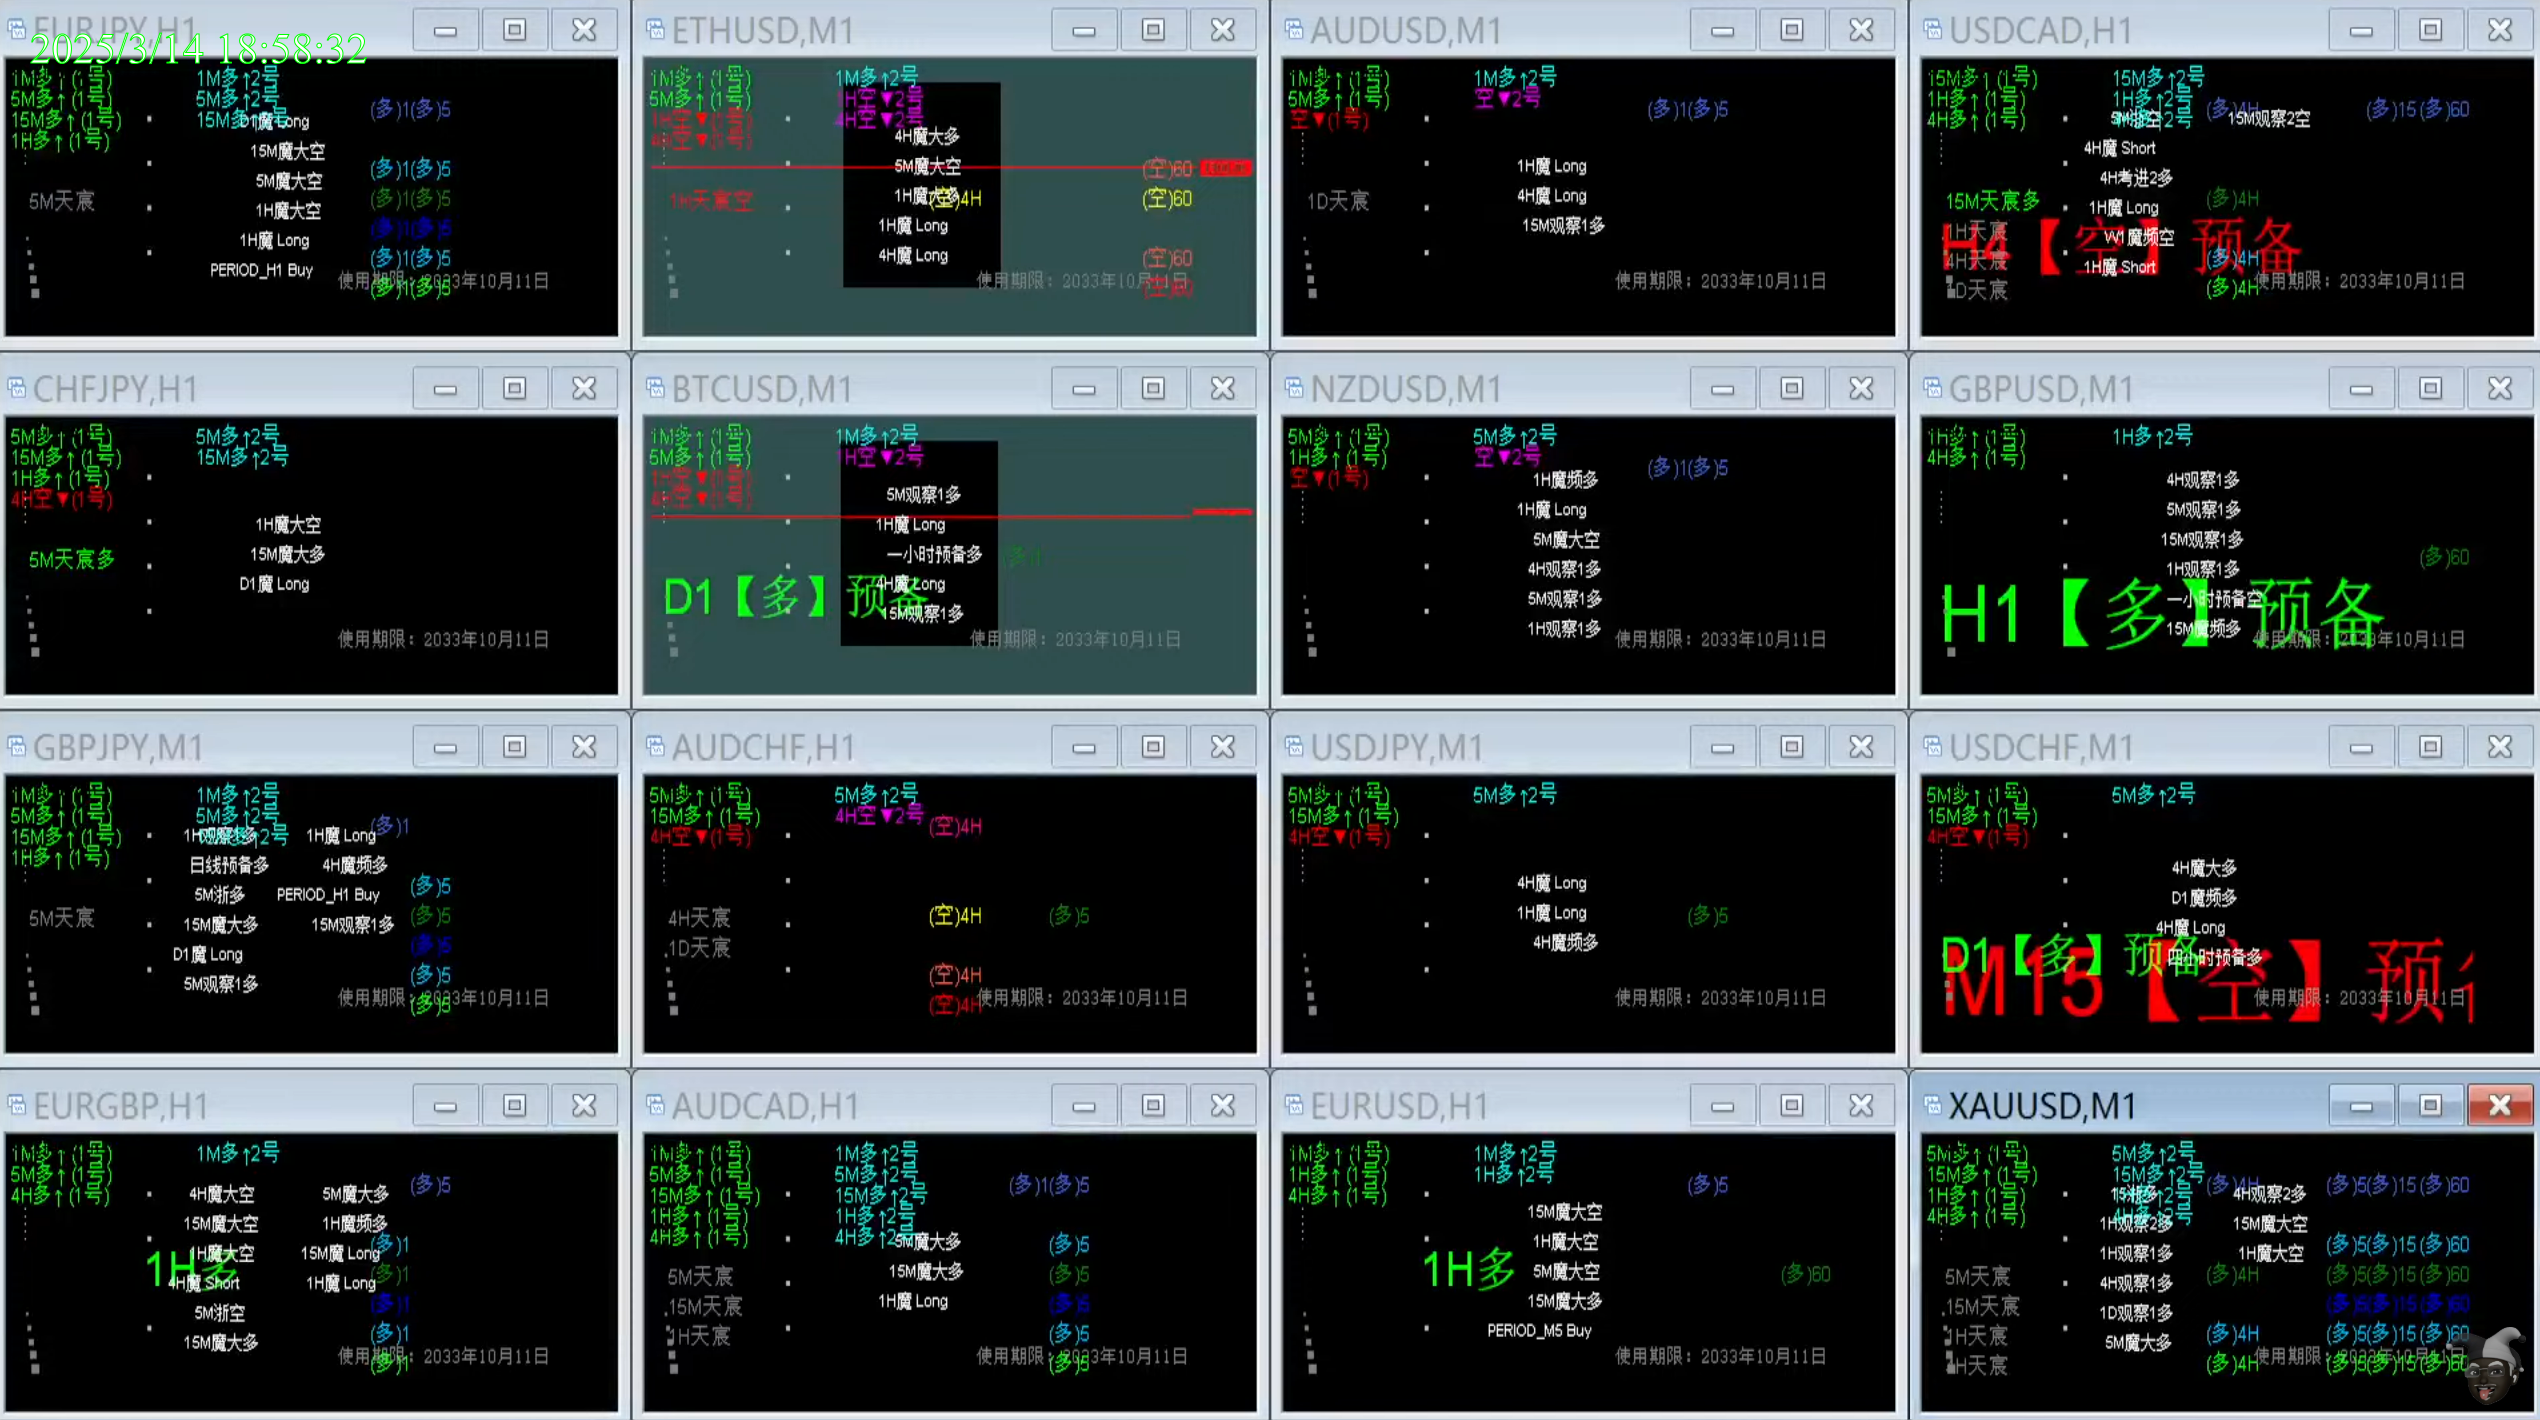 EURJPY,H1
2025/3/14 18:58:32
1M多↑(1号)
1M多↑2号
5M多↑(1号)
5M多↑2号
(多)1(多)5
15M多↑(1号)
15M多↑2号
D1魔 Long
1H多↑(1号)
15M魔大空
(多)1(多)5
5M魔大空
5M天宸
(多)1(多)5
1H魔大空
(多)1(多)5
1H魔 Long
(多)1(多)5
PERIOD_H1 Buy
使用期限：2033年10月11日
(多)1(多)5
ETHUSD,M1
1M多↑(1号)
1M多↑2号
5M多↑(1号)
1H空▼2号
1H空▼(1号)
4H空▼2号
4H空▼(1号)
4H魔大多
5M魔大空
(空)60
1H天宸空
1H魔大多
(空)4H
(空)60
1H魔 Long
4H魔 Long
(空)60
使用期限：2033年10月11日
AUDUSD,M1
1M多↑(1号)
1M多↑2号
5M多↑(1号)
空▼2号
(多)1(多)5
空▼(1号)
1H魔 Long
1D天宸
4H魔 Long
15M观察1多
使用期限：2033年10月11日
USDCAD,H1
15M多↑(1号)
15M多↑2号
1H多↑(1号)
1H多↑2号
(多)4H
(多)15(多)60
4H多↑(1号)
4H多↑2号
15M观察2空
4H魔 Short
4H考进2多
15M天宸多
1H魔 Long
(多)4H
1H天宸
W1魔频空
H4【空】预备
4H天宸
1H魔 Short
(多)4H
1D天宸
(多)4H
使用期限：2033年10月11日
CHFJPY,H1
5M多↑(1号)
5M多↑2号
15M多↑(1号)
15M多↑2号
1H多↑(1号)
4H空▼(1号)
1H魔大空
5M天宸多
15M魔大多
D1魔 Long
使用期限：2033年10月11日
BTCUSD,M1
1M多↑(1号)
1M多↑2号
5M多↑(1号)
1H空▼2号
1H空▼(1号)
4H空▼(1号)
5M观察1多
1H魔 Long
一小时预备多
4H魔 Long
D1【多】预备
15M观察1多
使用期限：2033年10月11日
NZDUSD,M1
5M多↑(1号)
5M多↑2号
1H多↑(1号)
空▼2号
(多)1(多)5
空▼(1号)
1H魔频多
1H魔 Long
5M魔大空
4H观察1多
5M观察1多
1H观察1多
使用期限：2033年10月11日
GBPUSD,M1
1H多↑(1号)
1H多↑2号
4H多↑(1号)
4H观察1多
5M观察1多
15M观察1多
(多)60
1H观察1多
一小时预备空
H1【多】预备
15M魔频多
使用期限：2033年10月11日
GBPJPY,M1
1M多↑(1号)
1M多↑2号
5M多↑(1号)
5M多↑2号
(多)1
15M多↑(1号)
15M多↑2号
1H观察1多
1H魔 Long
1H多↑(1号)
日线预备多
4H魔频多
(多)5
5M浙多
PERIOD_H1 Buy
5M天宸
(多)5
15M魔大多
15M观察1多
(多)5
D1魔 Long
(多)5
5M观察1多
使用期限：2033年10月11日
(多)5
AUDCHF,H1
5M多↑(1号)
5M多↑2号
15M多↑(1号)
4H空▼2号
(空)4H
4H空▼(1号)
4H天宸
(空)4H
(多)5
1D天宸
(空)4H
(空)4H
使用期限：2033年10月11日
USDJPY,M1
5M多↑(1号)
5M多↑2号
15M多↑(1号)
4H空▼(1号)
4H魔 Long
1H魔 Long
(多)5
4H魔频多
使用期限：2033年10月11日
USDCHF,M1
5M多↑(1号)
5M多↑2号
15M多↑(1号)
4H空▼(1号)
4H魔大多
D1魔频多
4H魔 Long
D1【多】预备
四小时预备多
M15【空】预
使用期限：2033年10月11日
EURGBP,H1
1M多↑(1号)
1M多↑2号
5M多↑(1号)
4H多↑(1号)
4H魔大空
5M魔大多
(多)5
15M魔大空
1H魔频多
1H魔大空
15M魔 Long
(多)1
1H多
4H魔 Short
1H魔 Long
(多)1
5M浙空
(多)1
15M魔大多
(多)1
使用期限：2033年10月11日
(多)1
AUDCAD,H1
1M多↑(1号)
1M多↑2号
5M多↑(1号)
5M多↑2号
(多)1(多)5
15M多↑(1号)
15M多↑2号
1H多↑(1号)
1H多↑2号
4H多↑(1号)
4H多↑2号
5M魔大多
(多)5
5M天宸
15M魔大多
(多)5
15M天宸
1H魔 Long
(多)5
1H天宸
(多)5
使用期限：2033年10月11日
(多)5
EURUSD,H1
1M多↑(1号)
1M多↑2号
1H多↑(1号)
1H多↑2号
(多)5
4H多↑(1号)
15M魔大空
1H魔大空
1H多
5M魔大空
(多)60
15M魔大多
PERIOD_M5 Buy
使用期限：2033年10月11日
XAUUSD,M1
5M多↑(1号)
5M多↑2号
15M多↑(1号)
15M多↑2号
(多)4H
(多)5(多)15(多)60
1H多↑(1号)
4H观察2多
4H多↑(1号)
4H多↑2号
1H观察2多
15M魔大空
1H观察1多
1H魔大空
(多)5(多)15(多)60
5M天宸
4H观察1多
(多)4H
(多)5(多)15(多)60
15M天宸
1D观察1多
(多)5(多)15(多)60
1H天宸
5M魔大多
(多)4H
(多)5(多)15(多)60
4H天宸
(多)4H
使用期限：2033年10月11日
(多)5(多)15(多)60